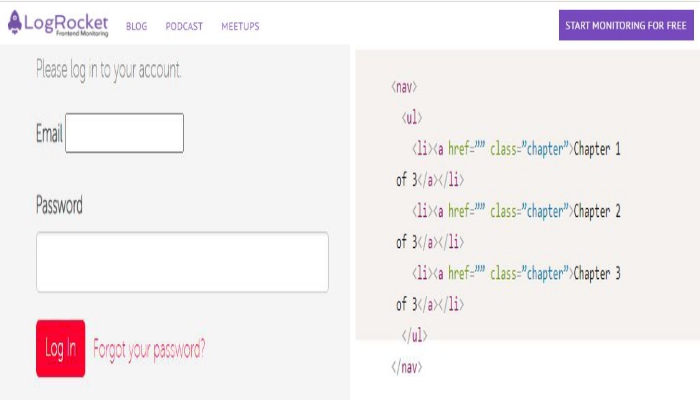 LogRocket
Frontend Monitoring
BLOG PODCAST MEETUPS
START MONITORING FOR FREE
Please log in to your account.
Email
Password
Log In Forgot your password?
<nav>
<ul>
<li><a href="" class="chapter">Chapter 1
of 3</a></li>
<li><a href="" class="chapter">Chapter 2
of 3</a></li>
<li><a href="" class="chapter">Chapter 3
of 3</a></li>
</ul>
</nav>